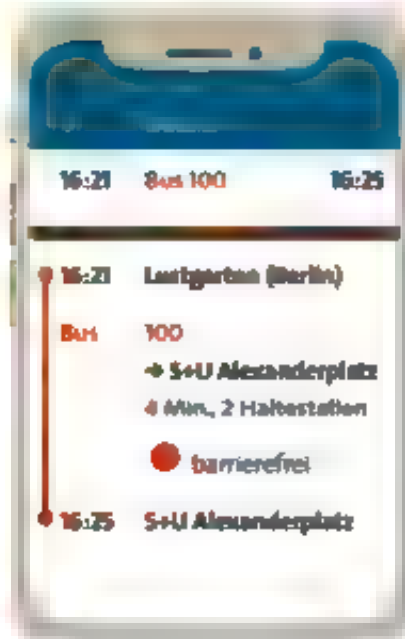 16:21 Bus 100 16:25
16:21 Lustgarten (Berlin)
Bus 100
→ S+U Alexanderplatz
4 Min., 2 Haltestellen
barrierefrei
16:25 S+U Alexanderplatz